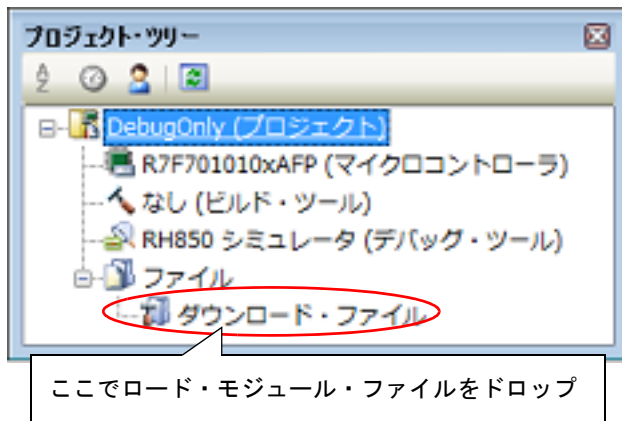 プロジェクト・ツリー
DebugOnly (プロジェクト)
R7F701010xAFP (マイクロコントローラ)
なし (ビルド・ツール)
RH850 シミュレータ (デバッグ・ツール)
ファイル
ダウンロード・ファイル
ここでロード・モジュール・ファイルをドロップ